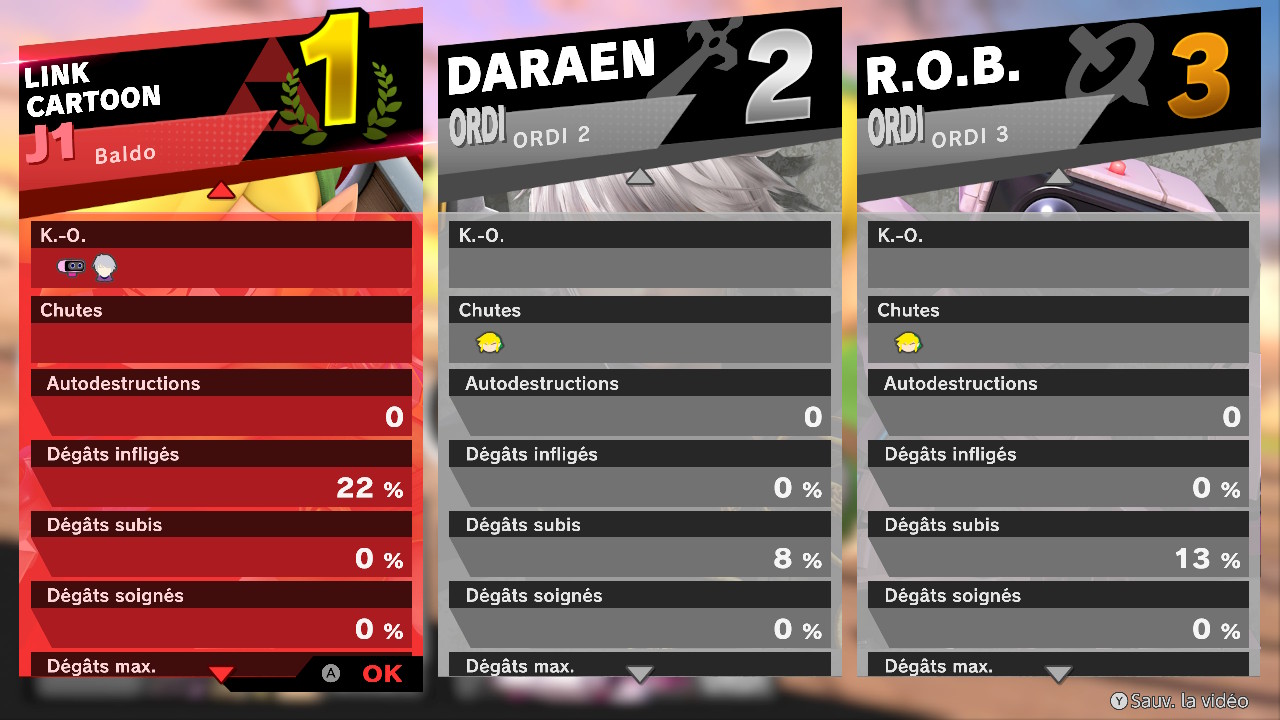 LINK
CARTOON
1
J1 Baldo
K.-O.
Chutes
Autodestructions
0
Dégâts infligés
22 %
Dégâts subis
0 %
Dégâts soignés
0 %
Dégâts max.
A OK
DARAEN
2
ORDI ORDI 2
K.-O.
Chutes
Autodestructions
0
Dégâts infligés
0 %
Dégâts subis
8 %
Dégâts soignés
0 %
Dégâts max.
R.O.B.
3
ORDI ORDI 3
K.-O.
Chutes
Autodestructions
0
Dégâts infligés
0 %
Dégâts subis
13 %
Dégâts soignés
0 %
Dégâts max.
Y Sauv. la vidéo